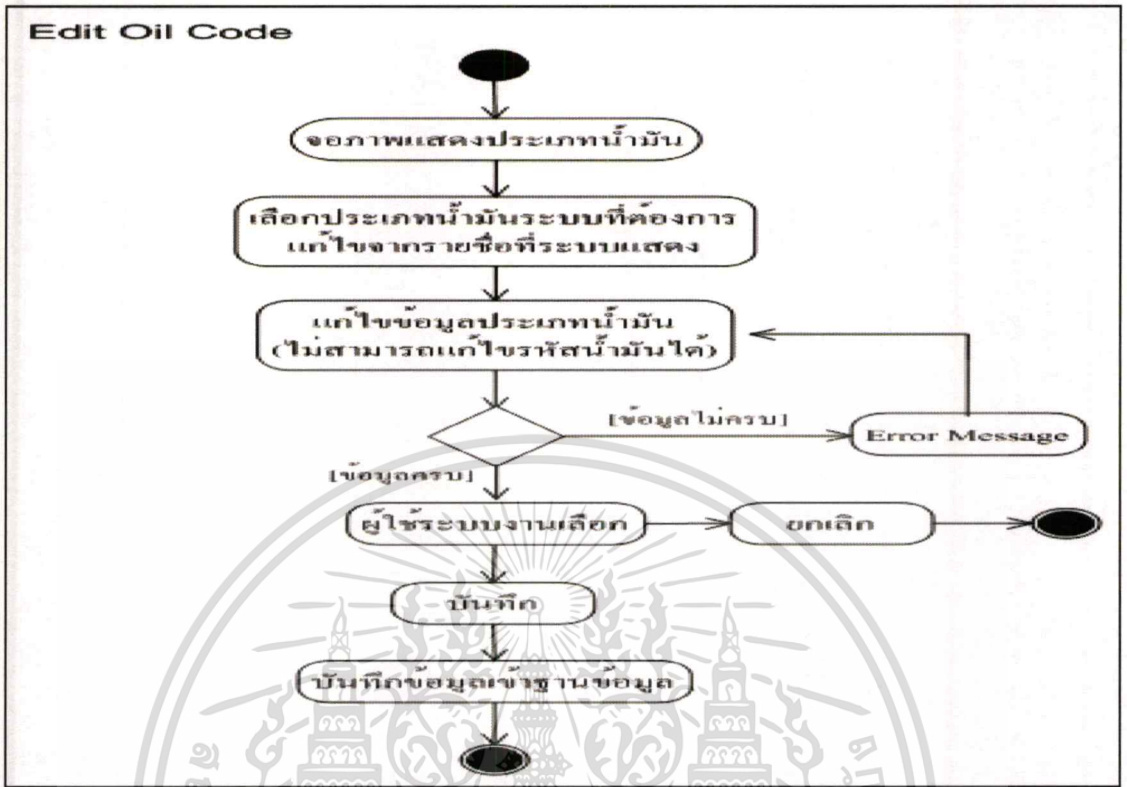 Edit Oil Code
จอภาพแสดงประเภทน้ำมัน
เลือกประเภทน้ำมันระบบที่ต้องการ
แก้ไขจากรายชื่อที่ระบบแสดง
แก้ไขข้อมูลประเภทน้ำมัน
(ไม่สามารถแก้ไขรหัสน้ำมันได้)
[ข้อมูลไม่ครบ]
Error Message
[ข้อมูลครบ]
ผู้ใช้ระบบงานเลือก
ยกเลิก
บันทึก
บันทึกข้อมูลเข้าฐานข้อมูล